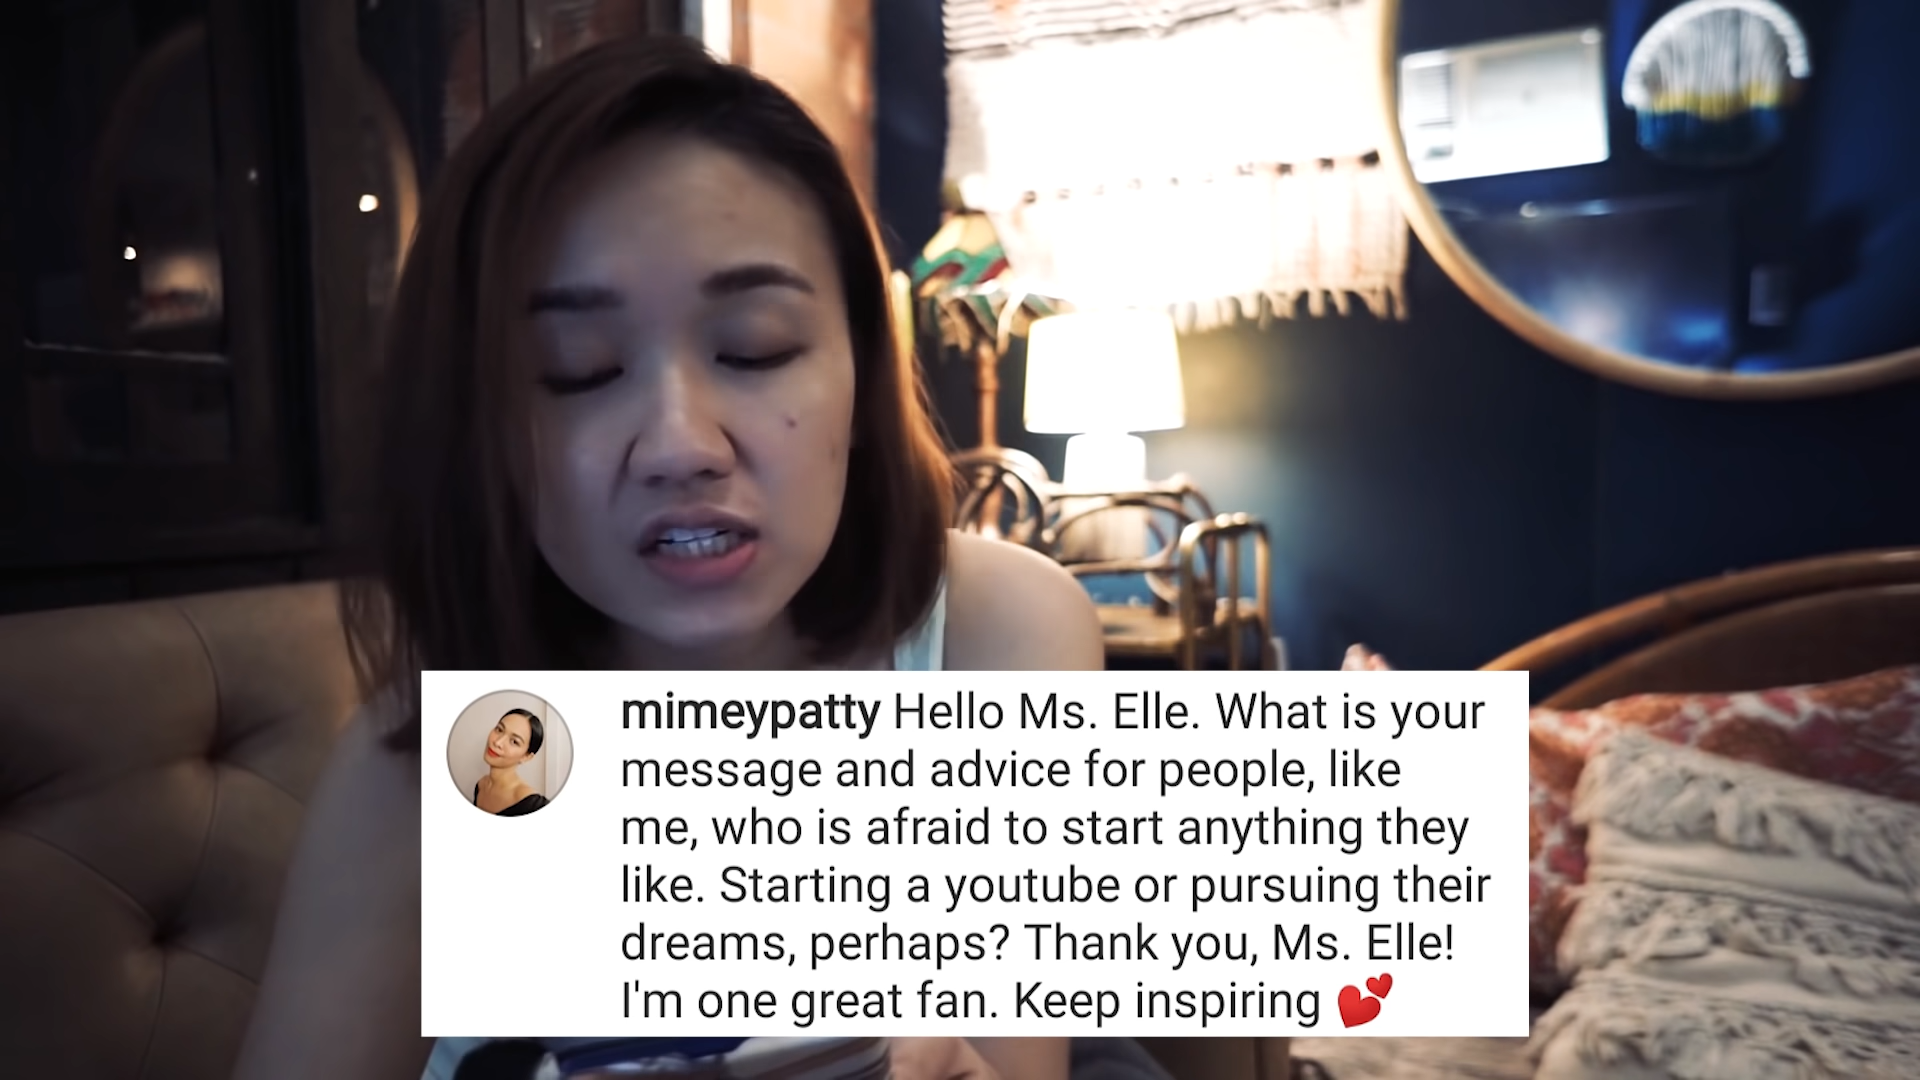 mimeypatty Hello Ms. Elle. What is your
message and advice for people, like
me, who is afraid to start anything they
like. Starting a youtube or pursuing their
dreams, perhaps? Thank you, Ms. Elle!
I'm one great fan. Keep inspiring 💕